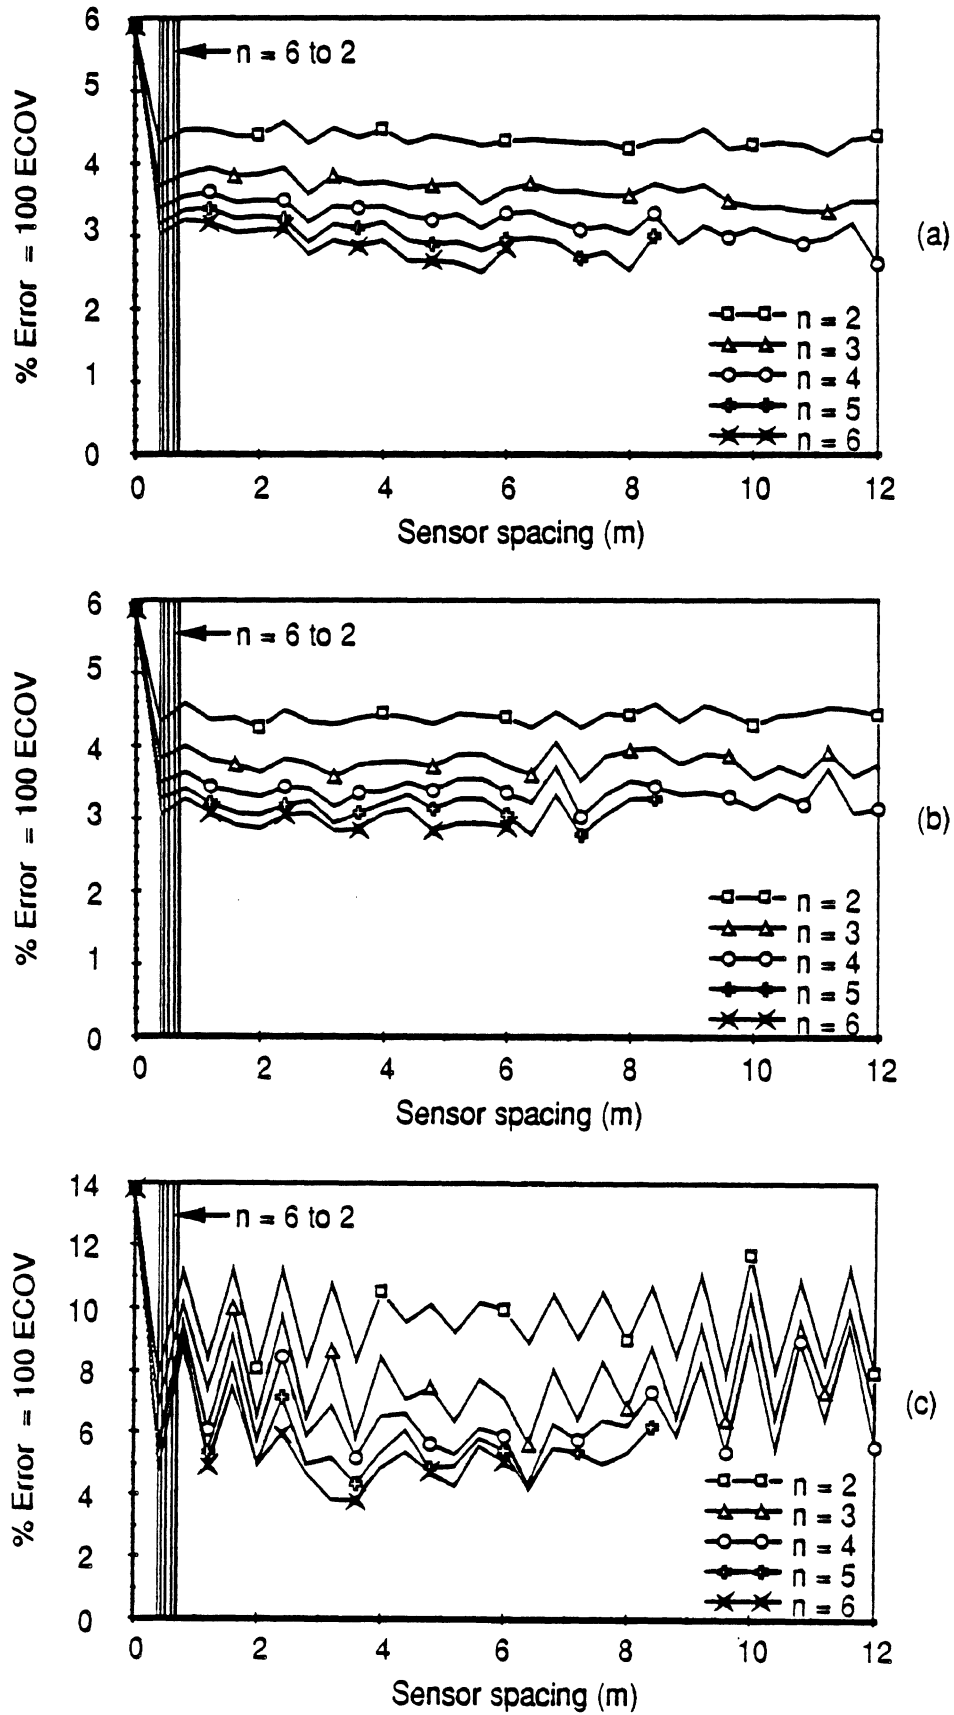 % Error = 100 ECOV
6
5
4
3
2
1
0
n = 6 to 2
n = 2
n = 3
n = 4
n = 5
n = 6
0 2 4 6 8 10 12
Sensor spacing (m)
(a)
% Error = 100 ECOV
6
5
4
3
2
1
0
n = 6 to 2
n = 2
n = 3
n = 4
n = 5
n = 6
0 2 4 6 8 10 12
Sensor spacing (m)
(b)
% Error = 100 ECOV
14
12
10
8
6
4
2
0
n = 6 to 2
n = 2
n = 3
n = 4
n = 5
n = 6
0 2 4 6 8 10 12
Sensor spacing (m)
(c)